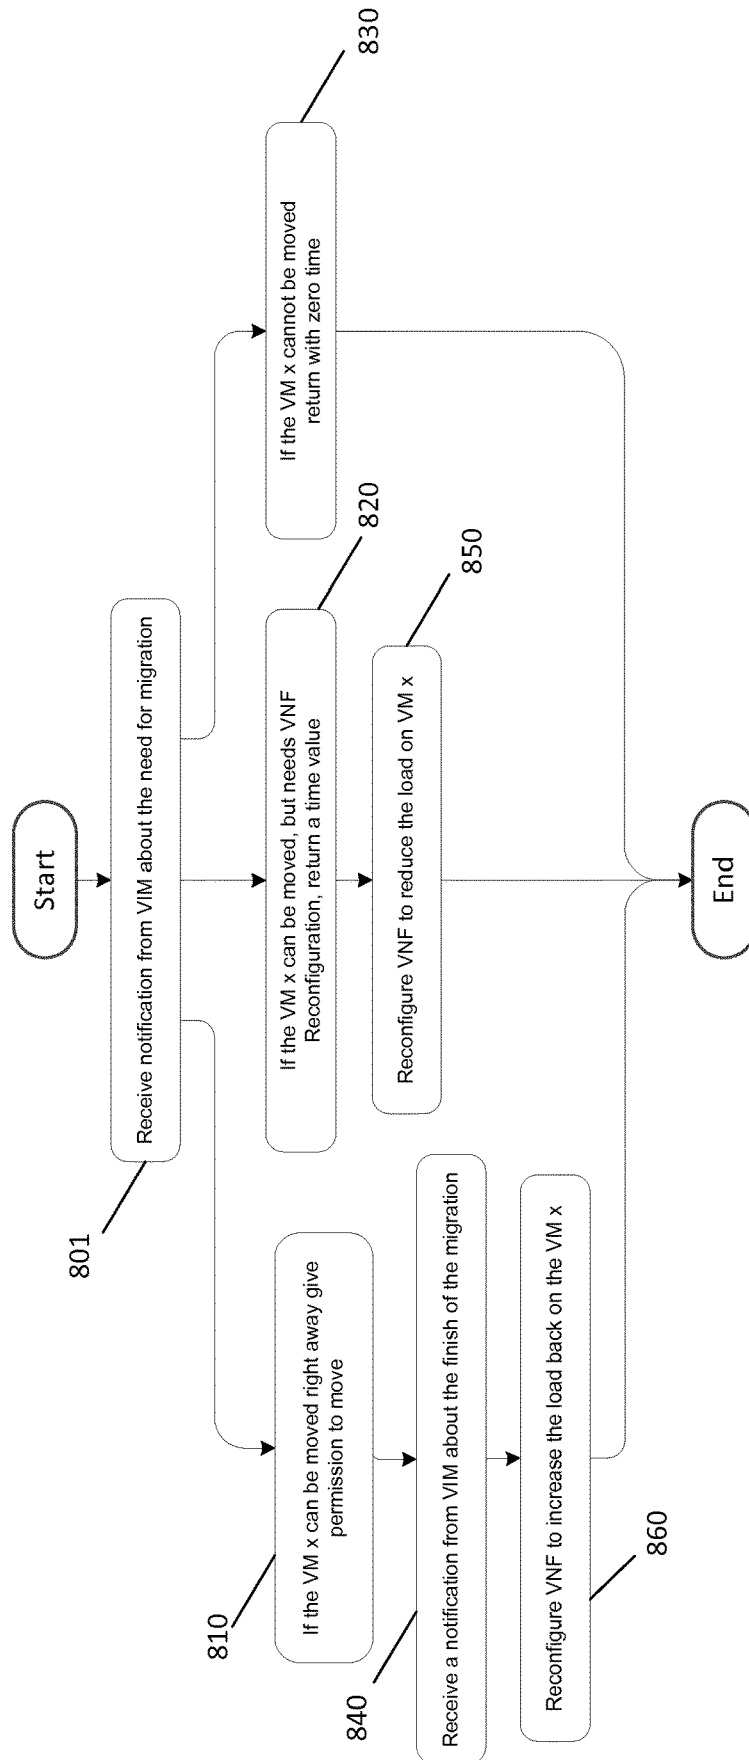 Start
Receive notification from VIM about the need for migration
801
If the VM x can be moved right away give
permission to move
810
If the VM x can be moved, but needs VNF
Reconfiguration, return a time value
820
If the VM x cannot be moved
return with zero time
830
Receive a notification from VIM about the finish of the migration
840
Reconfigure VNF to reduce the load on VM x
850
Reconfigure VNF to increase the load back on the VM x
860
End